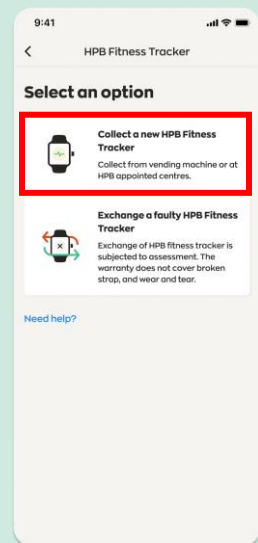 9:41
HPB Fitness Tracker
Select an option
Collect a new HPB Fitness
Tracker
Collect from vending machine or at
HPB appointed centres.
Exchange a faulty HPB Fitness
Tracker
Exchange of HPB fitness tracker is
subjected to assessment. The
warranty does not cover broken
strap, and wear and tear.
Need help?